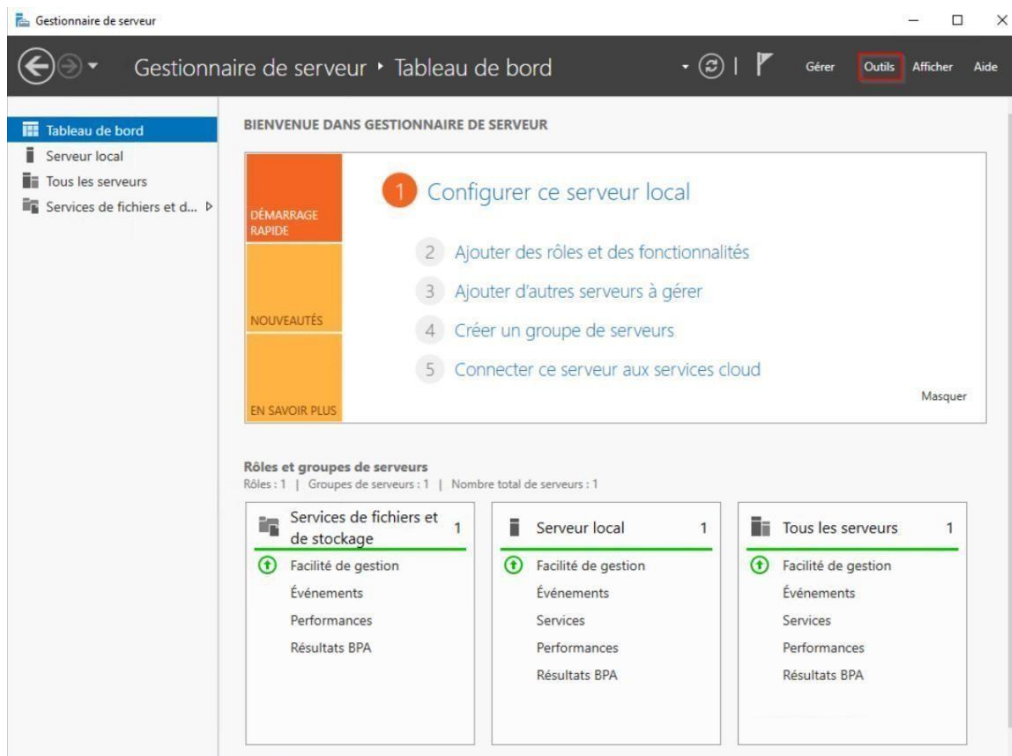 Gestionnaire de serveur
Gestionnaire de serveur ‣ Tableau de bord
Gérer
Outils
Afficher
Aide
Tableau de bord
Serveur local
Tous les serveurs
Services de fichiers et d...
BIENVENUE DANS GESTIONNAIRE DE SERVEUR
DÉMARRAGE
RAPIDE
NOUVEAUTÉS
EN SAVOIR PLUS
1 Configurer ce serveur local
2 Ajouter des rôles et des fonctionnalités
3 Ajouter d'autres serveurs à gérer
4 Créer un groupe de serveurs
5 Connecter ce serveur aux services cloud
Masquer
Rôles et groupes de serveurs
Rôles : 1 | Groupes de serveurs : 1 | Nombre total de serveurs : 1
Services de fichiers et
de stockage
1
Facilité de gestion
Événements
Performances
Résultats BPA
Serveur local 1
Facilité de gestion
Événements
Services
Performances
Résultats BPA
Tous les serveurs 1
Facilité de gestion
Événements
Services
Performances
Résultats BPA